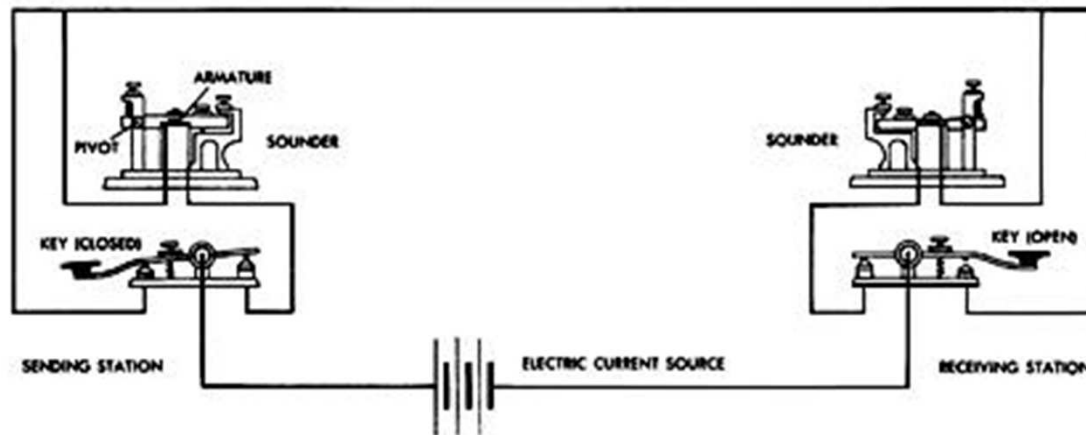 ARMATURE
PIVOT
SOUNDER
SOUNDER
KEY (CLOSED)
KEY (OPEN)
SENDING STATION
ELECTRIC CURRENT SOURCE
RECEIVING STATION